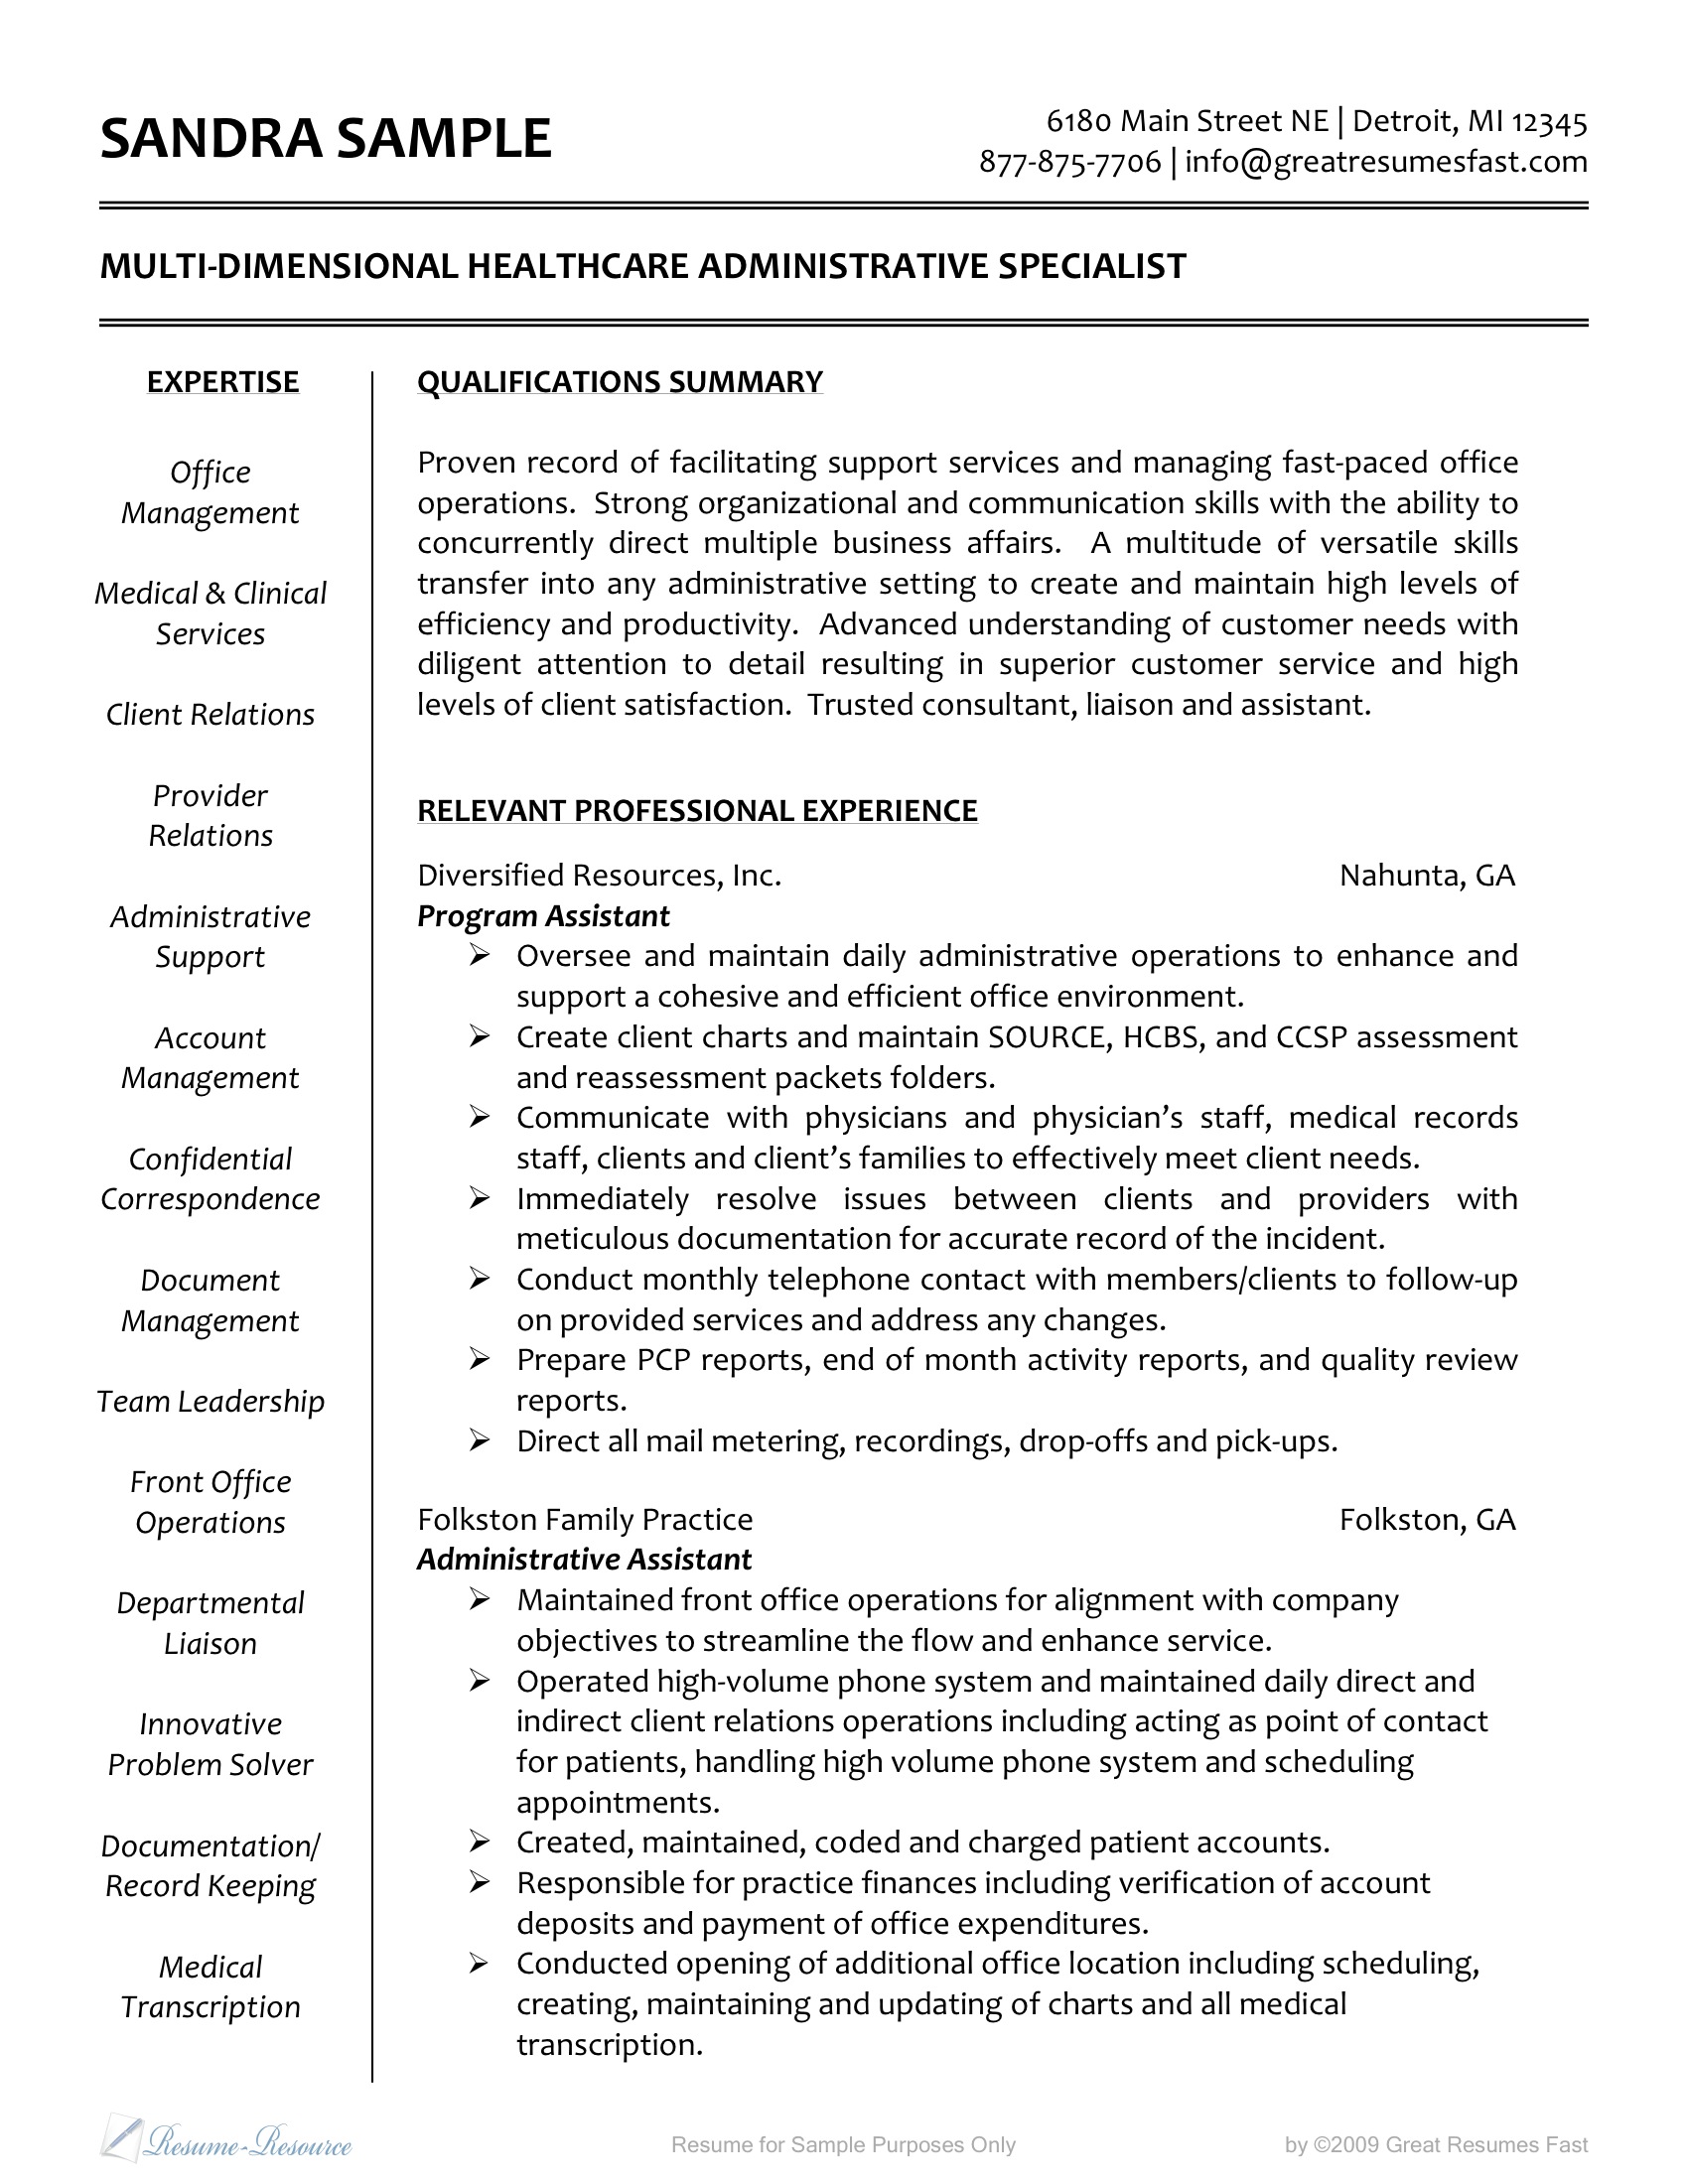 SANDRA SAMPLE
6180 Main Street NE | Detroit, MI 12345
877-875-7706 | info@greatresumesfast.com
MULTI-DIMENSIONAL HEALTHCARE ADMINISTRATIVE SPECIALIST
EXPERTISE
Office
Management
Medical & Clinical
Services
Client Relations
Provider
Relations
Administrative
Support
Account
Management
Confidential
Correspondence
Document
Management
Team Leadership
Front Office
Operations
Departmental
Liaison
Innovative
Problem Solver
Documentation/
Record Keeping
Medical
Transcription
QUALIFICATIONS SUMMARY
Proven record of facilitating support services and managing fast-paced office
operations. Strong organizational and communication skills with the ability to
concurrently direct multiple business affairs. A multitude of versatile skills
transfer into any administrative setting to create and maintain high levels of
efficiency and productivity. Advanced understanding of customer needs with
diligent attention to detail resulting in superior customer service and high
levels of client satisfaction. Trusted consultant, liaison and assistant.
RELEVANT PROFESSIONAL EXPERIENCE
Diversified Resources, Inc. Nahunta, GA
Program Assistant
➢ Oversee and maintain daily administrative operations to enhance and
support a cohesive and efficient office environment.
➢ Create client charts and maintain SOURCE, HCBS, and CCSP assessment
and reassessment packets folders.
➢ Communicate with physicians and physician’s staff, medical records
staff, clients and client’s families to effectively meet client needs.
➢ Immediately resolve issues between clients and providers with
meticulous documentation for accurate record of the incident.
➢ Conduct monthly telephone contact with members/clients to follow-up
on provided services and address any changes.
➢ Prepare PCP reports, end of month activity reports, and quality review
reports.
➢ Direct all mail metering, recordings, drop-offs and pick-ups.
Folkston Family Practice Folkston, GA
Administrative Assistant
➢ Maintained front office operations for alignment with company
objectives to streamline the flow and enhance service.
➢ Operated high-volume phone system and maintained daily direct and
indirect client relations operations including acting as point of contact
for patients, handling high volume phone system and scheduling
appointments.
➢ Created, maintained, coded and charged patient accounts.
➢ Responsible for practice finances including verification of account
deposits and payment of office expenditures.
➢ Conducted opening of additional office location including scheduling,
creating, maintaining and updating of charts and all medical
transcription.
Resume-Resource
Resume for Sample Purposes Only
by ©2009 Great Resumes Fast